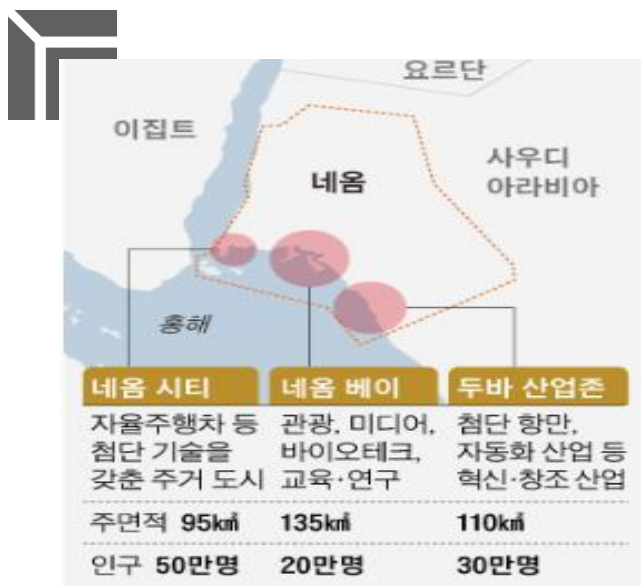 요르단
이집트
네옴
사우디
아라비아
홍해
네옴 시티
자율주행차 등
첨단 기술을
갖춘 주거 도시
네옴 베이
관광, 미디어,
바이오테크,
교육·연구
두바 산업존
첨단 항만,
자동화 산업 등
혁신·창조 산업
주면적 95㎢ 135㎢ 110㎢
인구 50만명 20만명 30만명